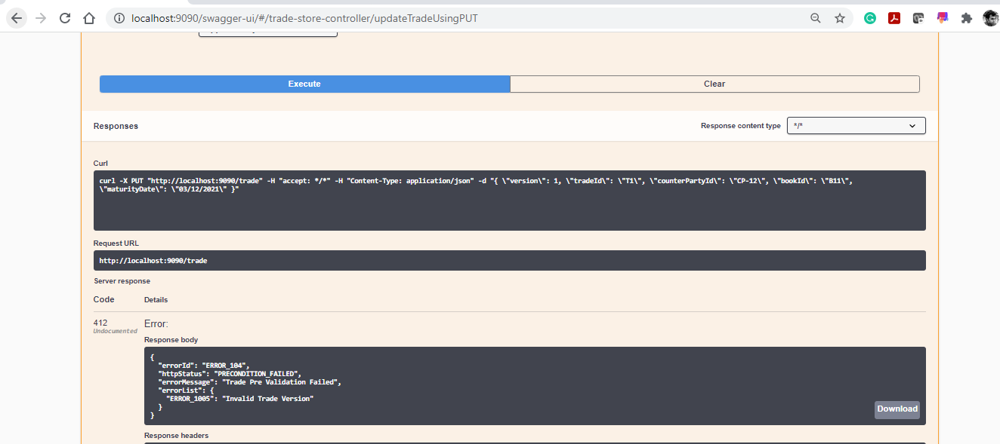 localhost:9090/swagger-ui/#/trade-store-controller/updateTradeUsingPUT
Execute
Clear
Responses
Response content type
*/*
Curl
curl -X PUT "http://localhost:9090/trade" -H "accept: */*" -H "Content-Type: application/json" -d "{ \"version\": 1, \"tradeId\": \"T1\", \"counterPartyId\": \"CP-12\", \"bookId\": \"B11\",
\"maturityDate\": \"03/12/2021\" }"
Request URL
http://localhost:9090/trade
Server response
Code
Details
412
Undocumented
Error:
Response body
{
"errorId": "ERROR_104",
"httpStatus": "PRECONDITION_FAILED",
"errorMessage": "Trade Pre Validation Failed",
"errorList": {
"ERROR_1005": "Invalid Trade Version"
}
}
Download
Response headers